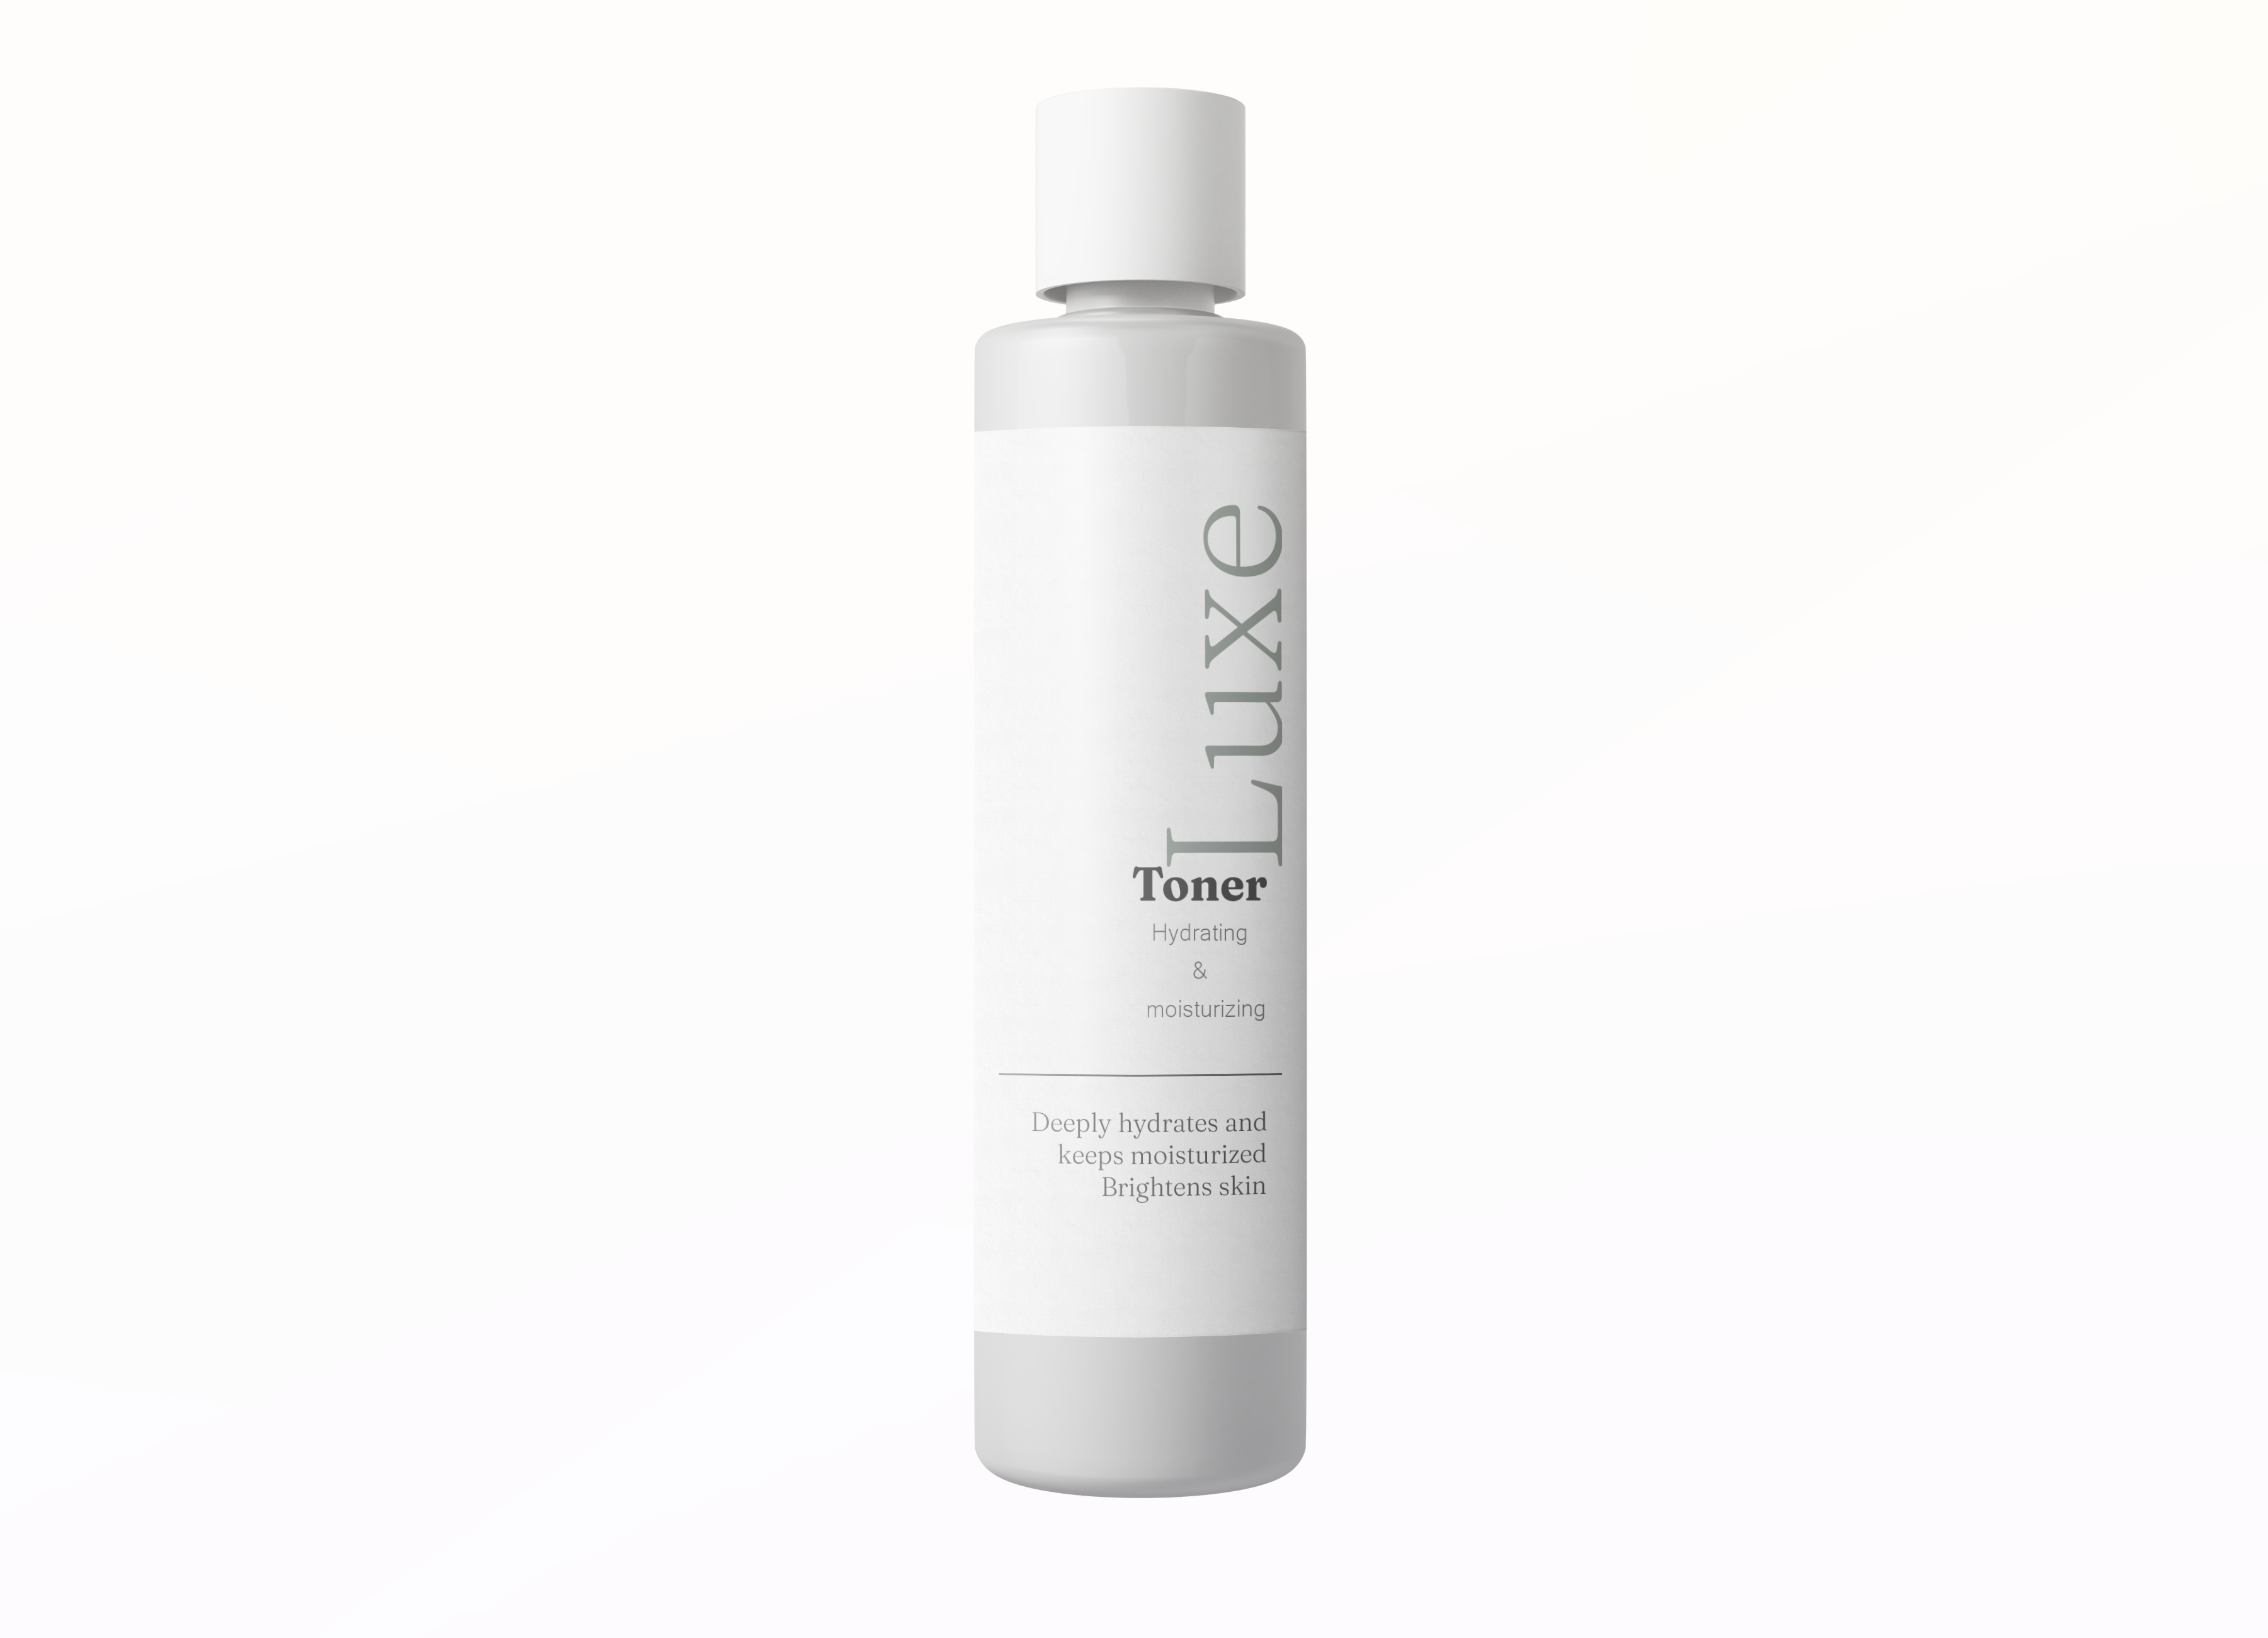 Luxe
Toner
Hydrating
&
moisturizing
Deeply hydrates and
keeps moisturized
Brightens skin